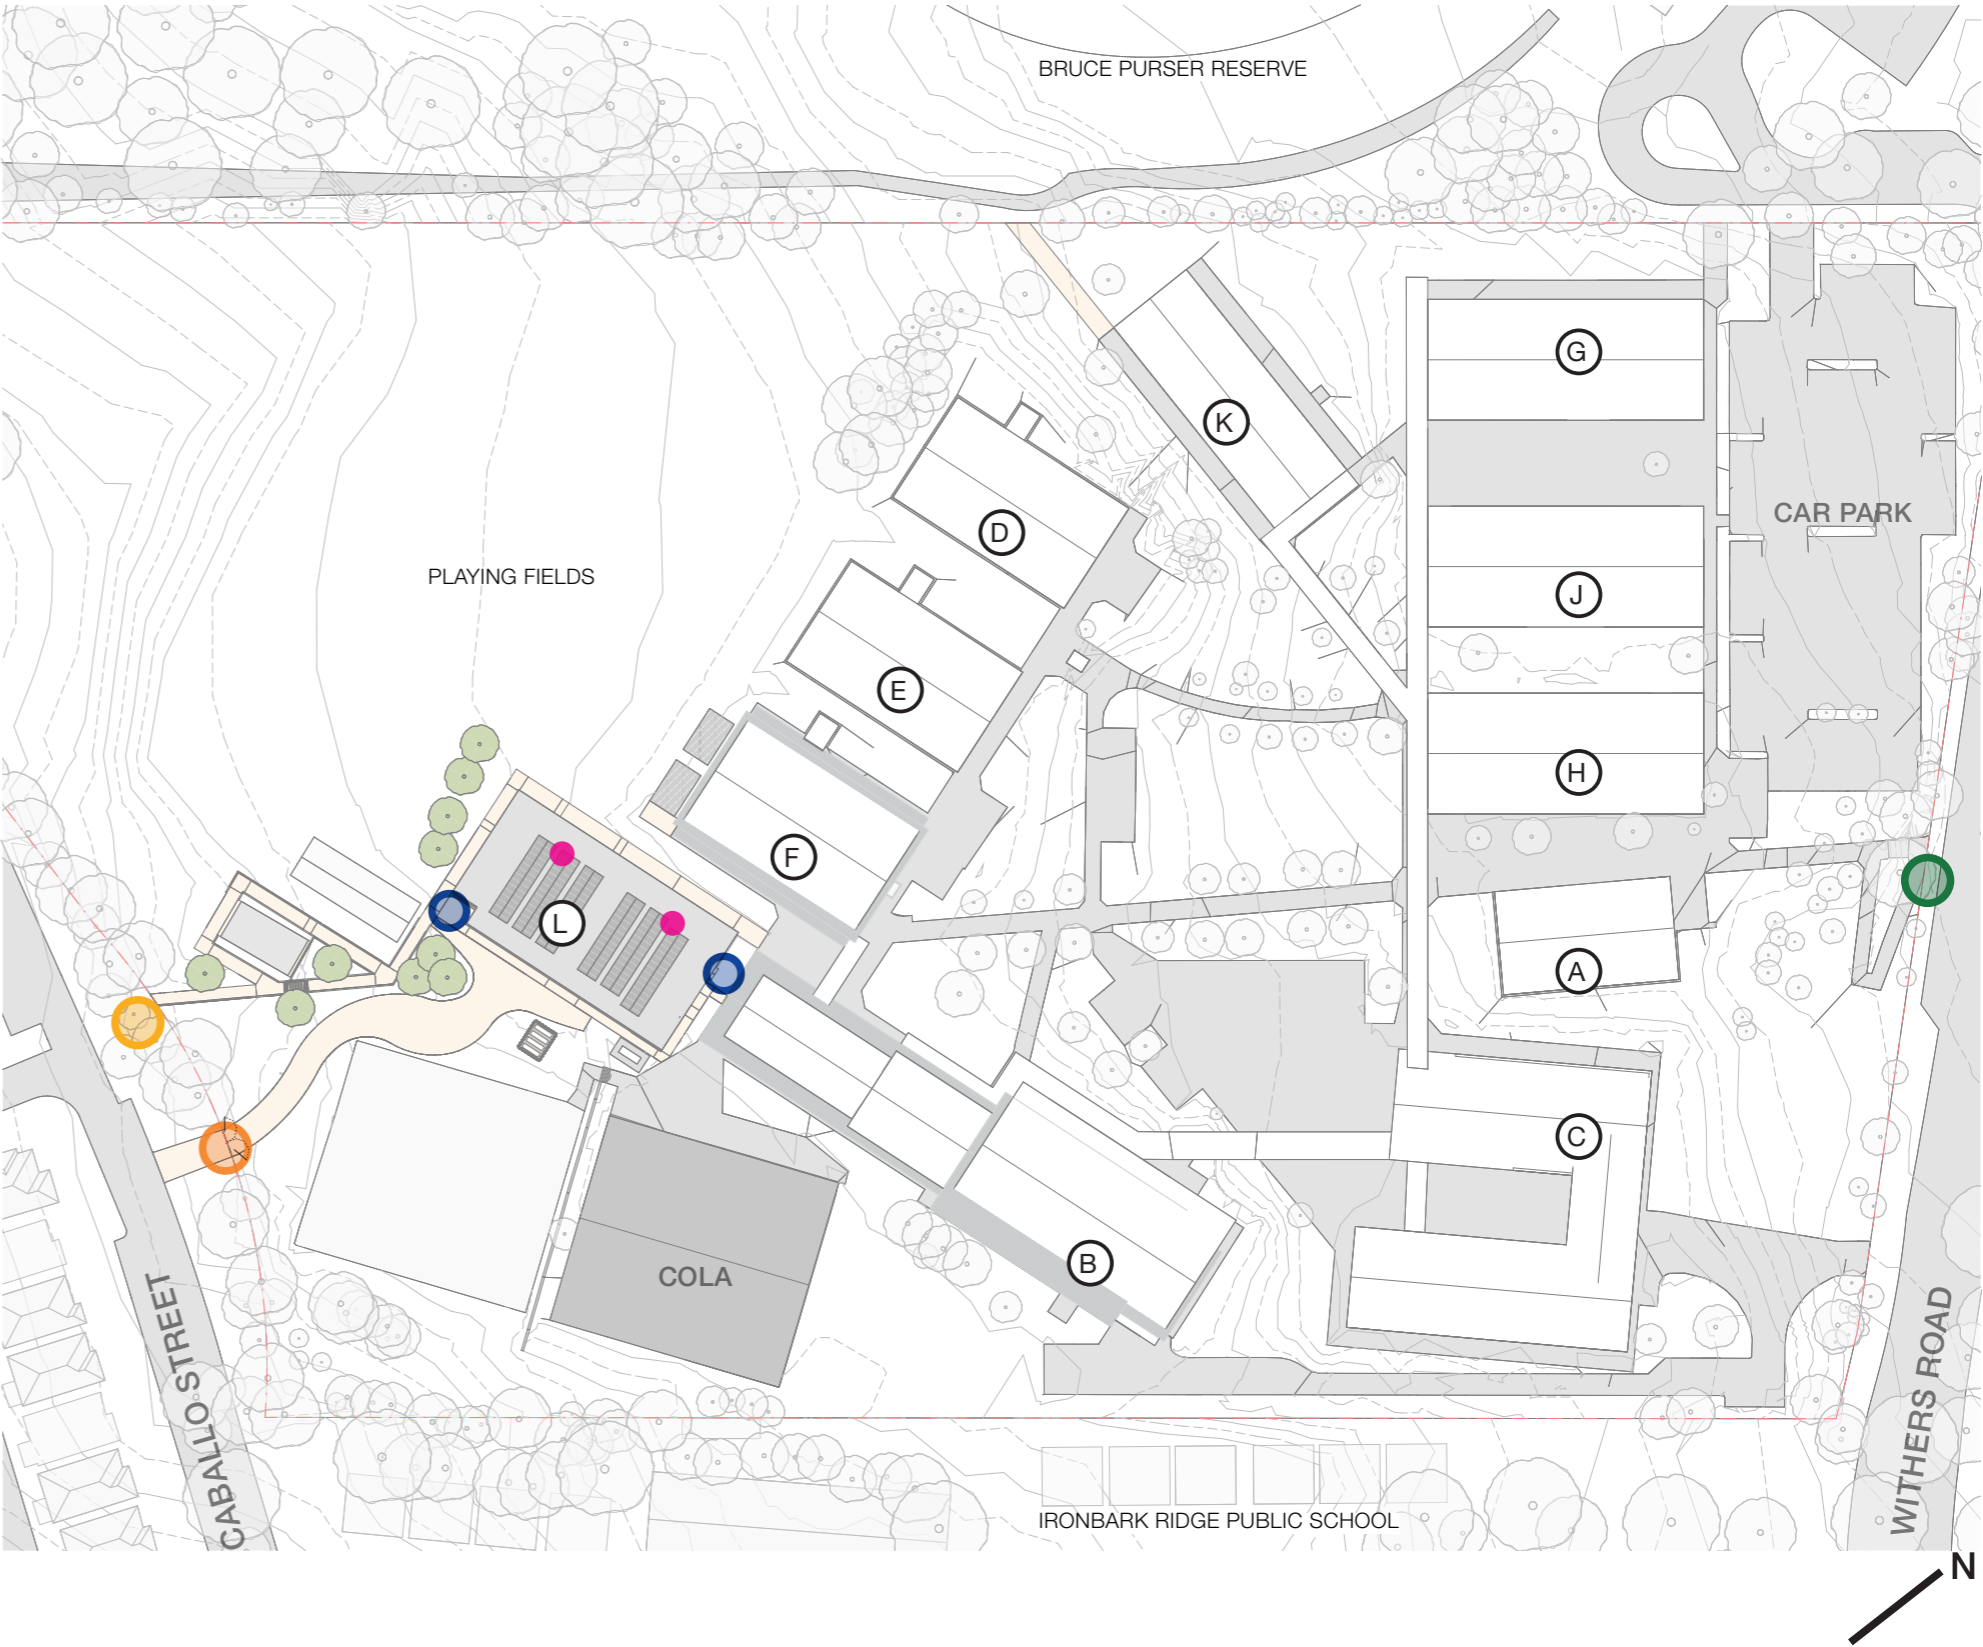 BRUCE PURSER RESERVE
G
K
CAR PARK
D
PLAYING FIELDS
J
E
H
F
L
A
C
B
COLA
CABALLO STREET
WITHERS ROAD
IRONBARK RIDGE PUBLIC SCHOOL
N